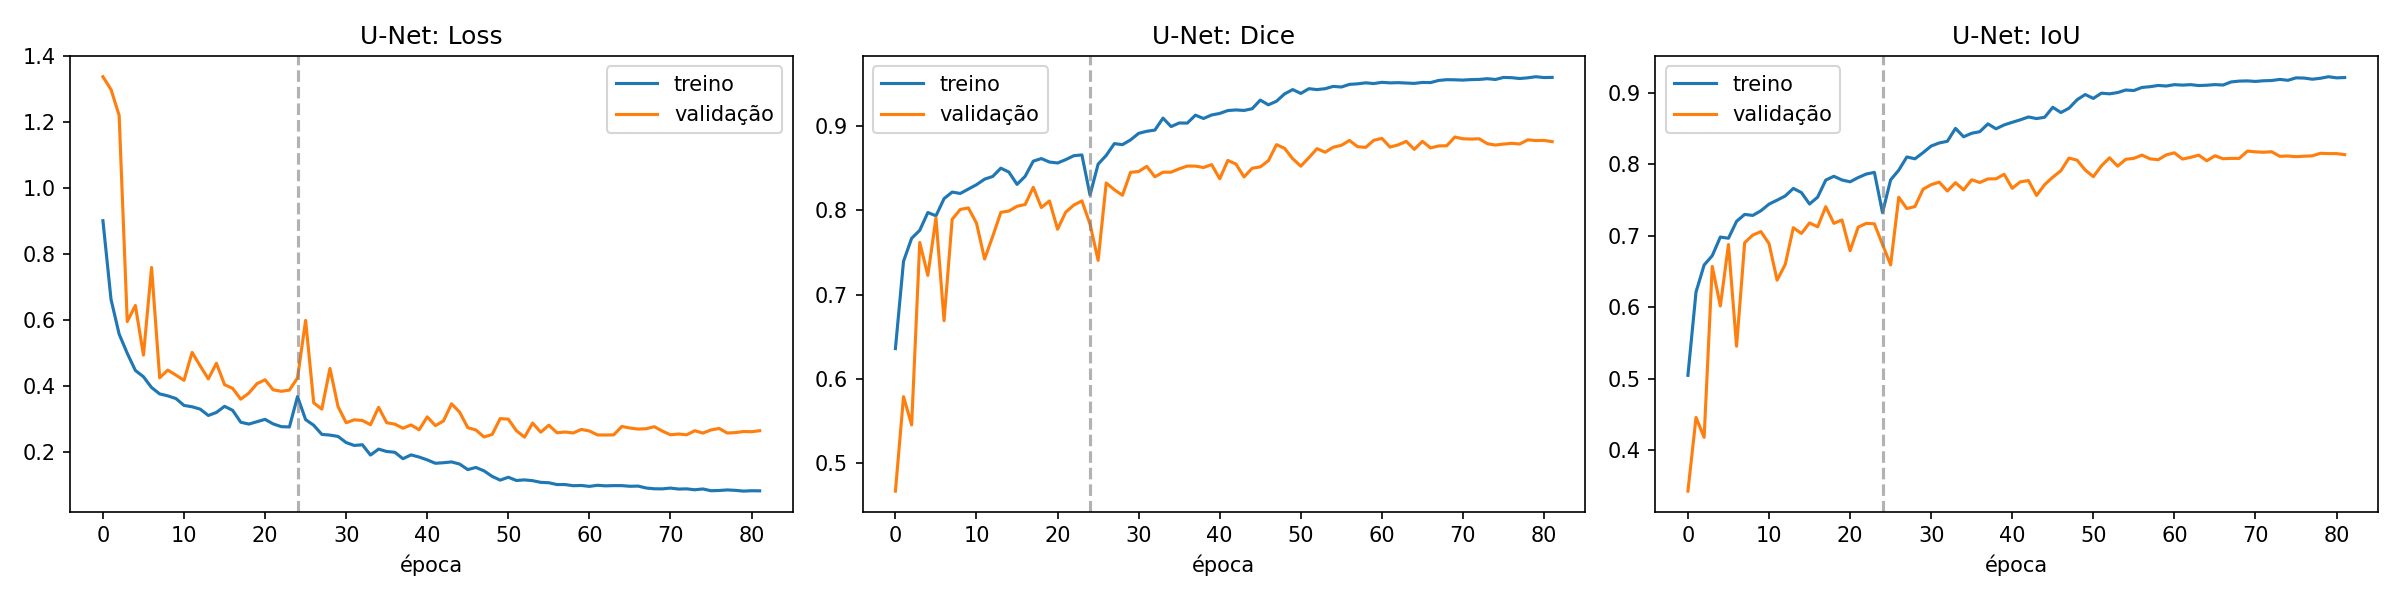 U-Net: Loss
1.4
1.2
1.0
0.8
0.6
0.4
0.2
treino
validação
0 10 20 30 40 50 60 70 80
época
U-Net: Dice
0.9
0.8
0.7
0.6
0.5
treino
validação
0 10 20 30 40 50 60 70 80
época
U-Net: IoU
0.9
0.8
0.7
0.6
0.5
0.4
treino
validação
0 10 20 30 40 50 60 70 80
época